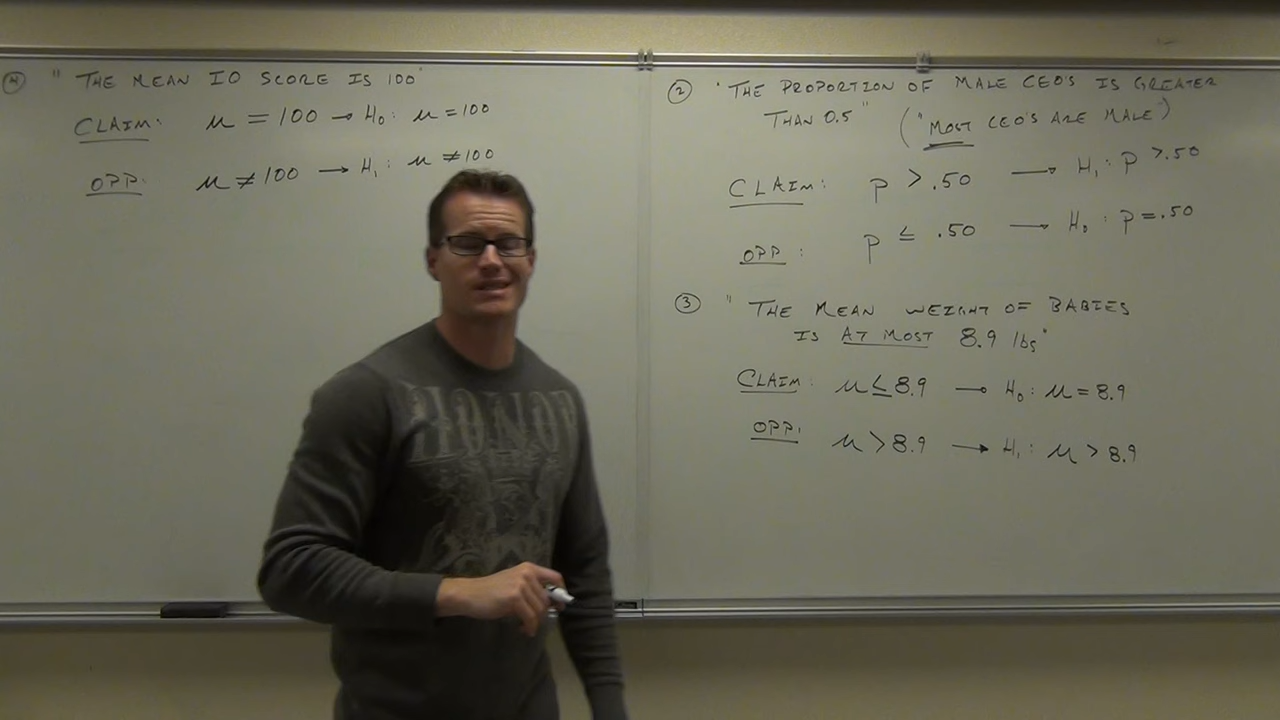 ④ "THE MEAN IQ SCORE IS 100"
CLAIM: μ = 100 → H₀: μ = 100
OPP: μ ≠ 100 → H₁: μ ≠ 100
② "THE PROPORTION OF MALE CEO'S IS GREATER
THAN 0.5" ("MOST CEO'S ARE MALE")
CLAIM: p > .50 → H₁: p > .50
OPP: p ≤ .50 → H₀: p = .50
③ "THE MEAN WEIGHT OF BABIES
IS AT MOST 8.9 lbs"
CLAIM: μ ≤ 8.9 → H₀: μ = 8.9
OPP: μ > 8.9 → H₁: μ > 8.9
HONOR